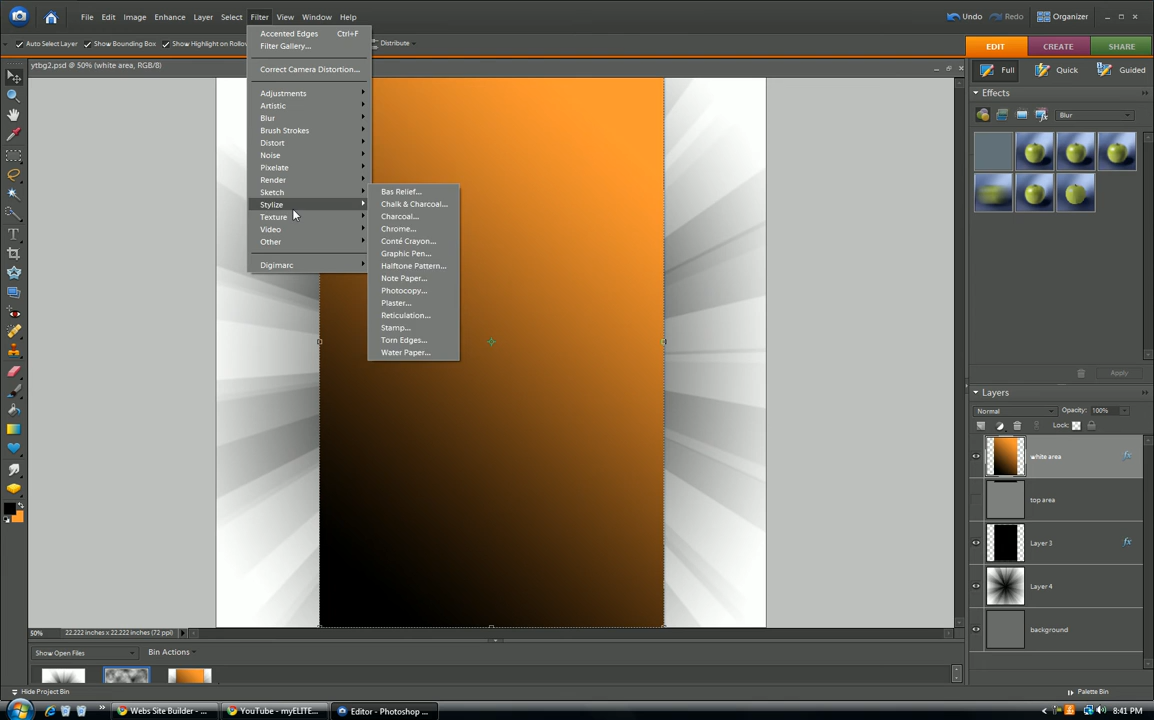 File Edit Image Enhance Layer Select Filter View Window Help Undo Redo Organizer
Auto Select Layer Show Bounding Box Show Highlight on Rollov Distribute EDIT CREATE SHARE
ytbg2.psd @ 50% (white area, RGB/8)
Full Quick Guided
Effects
Blur
Apply
Accented Edges Ctrl+F
Filter Gallery...
Correct Camera Distortion...
Adjustments
Artistic
Blur
Brush Strokes
Distort
Noise
Pixelate
Render
Sketch
Stylize
Texture
Video
Other
Digimarc
Bas Relief...
Chalk & Charcoal...
Charcoal...
Chrome...
Conté Crayon...
Graphic Pen...
Halftone Pattern...
Note Paper...
Photocopy...
Plaster...
Reticulation...
Stamp...
Torn Edges...
Water Paper...
Layers
Normal Opacity: 100%
Lock:
white area
top area
Layer 3
Layer 4
background
50% 22.222 inches x 22.222 inches (72 ppi)
Show Open Files Bin Actions
Hide Project Bin Palette Bin
Webs Site Builder - ... YouTube - myELITE... Editor - Photoshop ... 8:41 PM